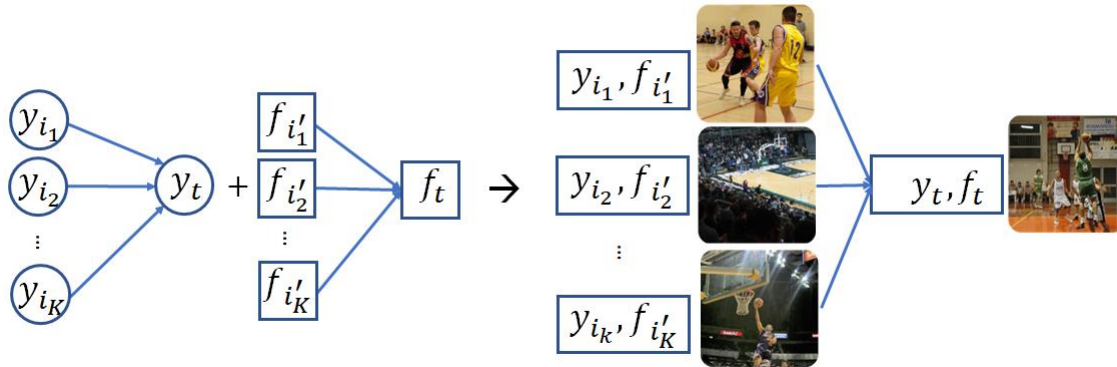 y_{i_1}
y_{i_2}
⋮
y_{i_K}
y_t
+
f_{i'_1}
f_{i'_2}
⋮
f_{i'_K}
f_t
→
y_{i_1}, f_{i'_1}
y_{i_2}, f_{i'_2}
⋮
y_{i_k}, f_{i'_K}
12
y_t, f_t